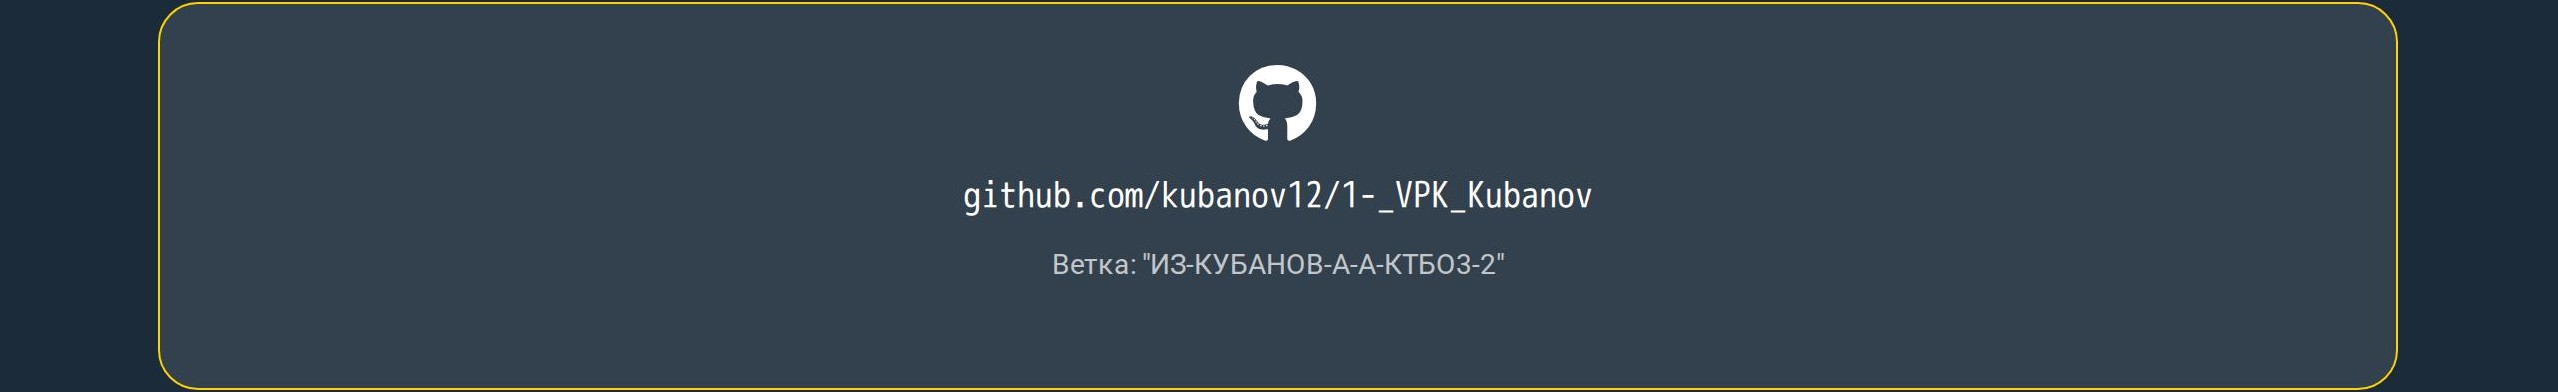 github.com/kubanov12/1-_VPK_Kubanov
Ветка: "ИЗ-КУБАНОВ-А-А-КТБО3-2"